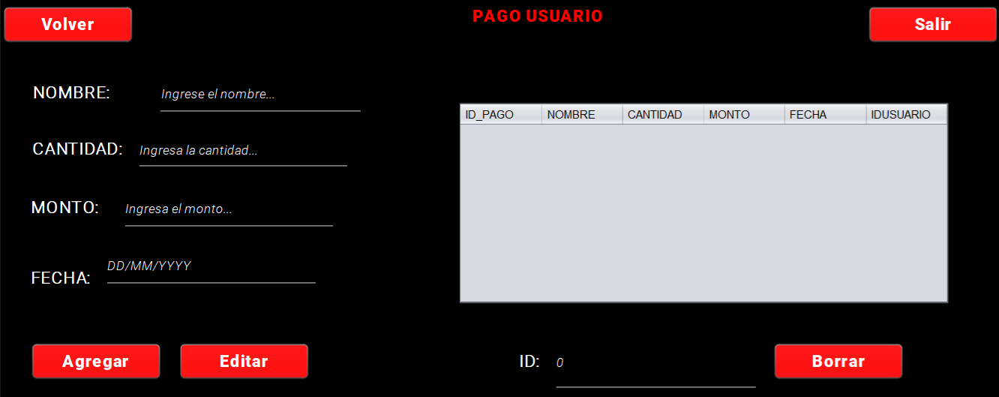 Volver
PAGO USUARIO
Salir
NOMBRE: Ingrese el nombre...
CANTIDAD: Ingresa la cantidad...
MONTO: Ingresa el monto...
FECHA: DD/MM/YYYY
ID_PAGO NOMBRE CANTIDAD MONTO FECHA IDUSUARIO
Agregar
Editar
ID: 0
Borrar